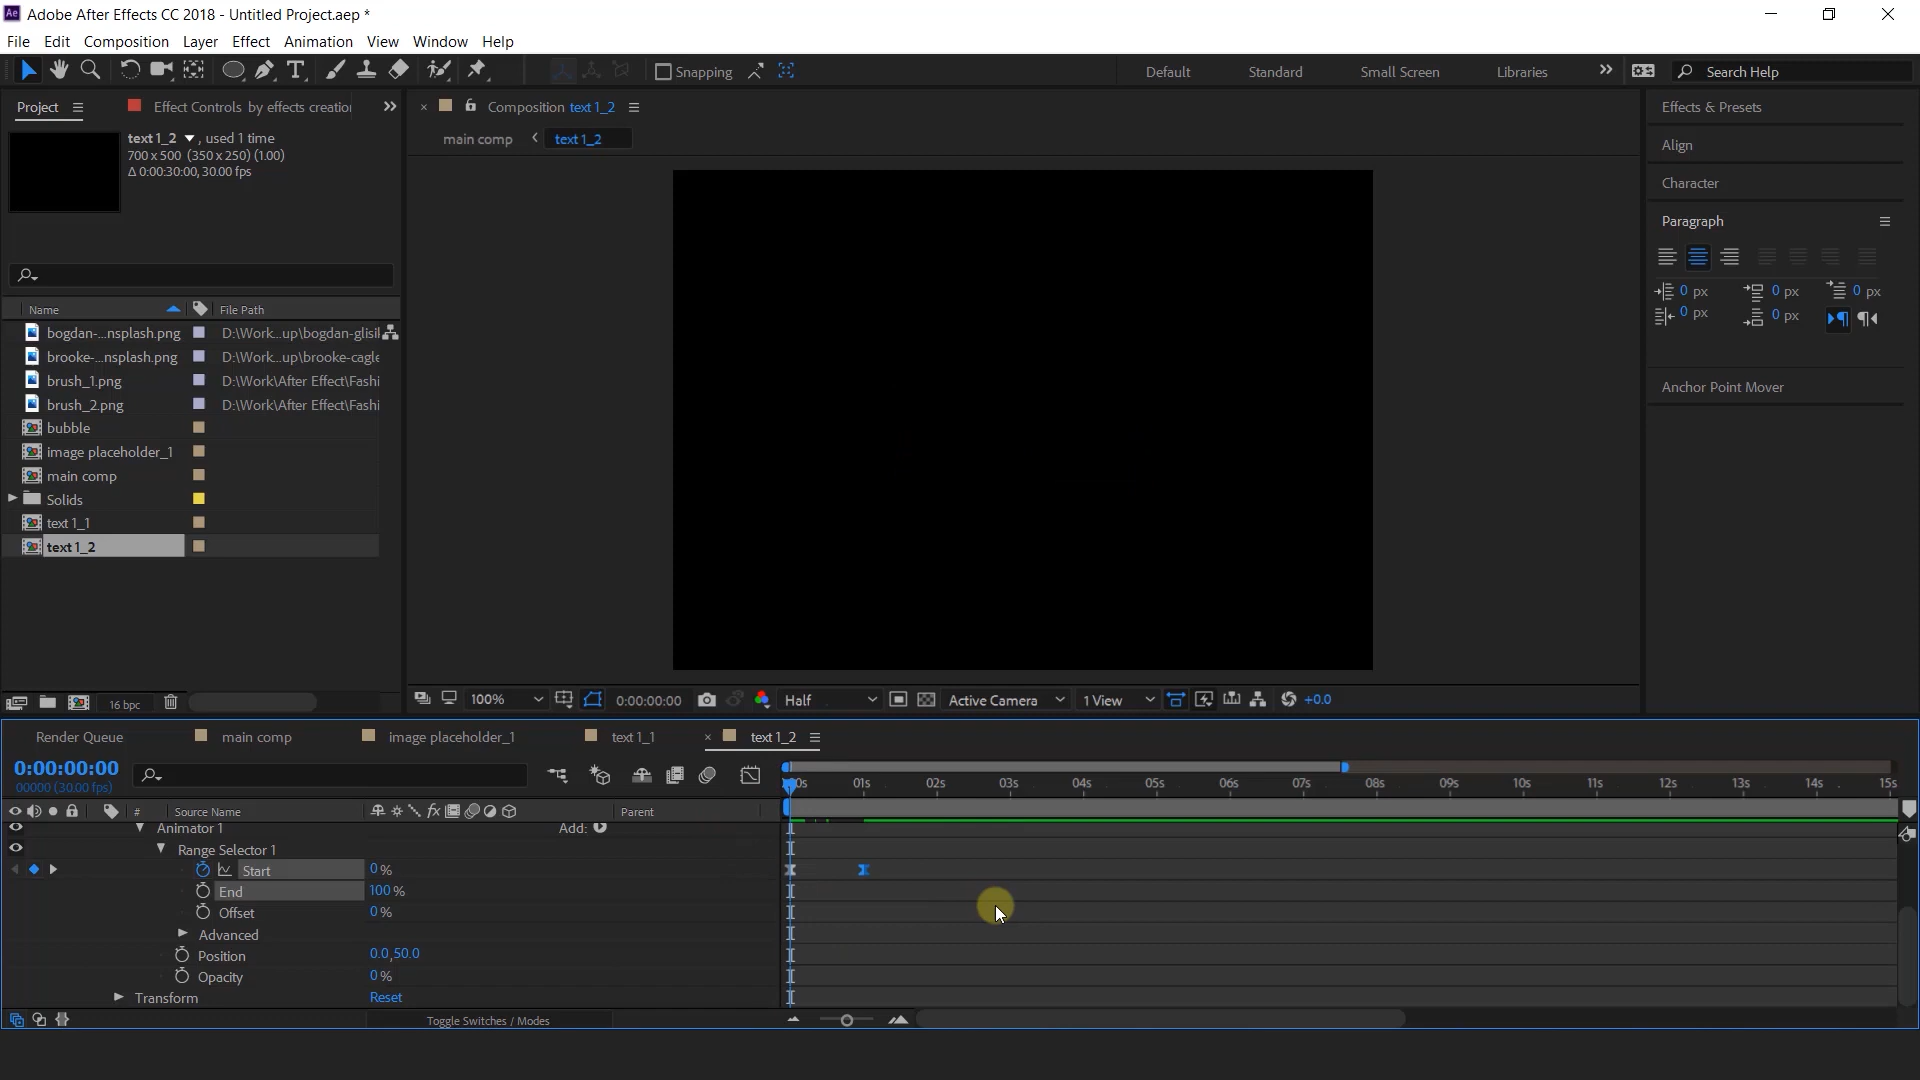 Adobe After Effects CC 2018 - Untitled Project.aep *
File Edit Composition Layer Effect Animation View Window Help
Snapping Default Standard Small Screen Libraries Search Help
Project Effect Controls by effects creation
Composition text 1_2
Effects & Presets
text 1_2 , used 1 time
main comp text 1_2
700 x 500 (350 x 250) (1.00)
Δ 0:00:30:00, 30.00 fps
Align
Character
Paragraph
0 px 0 px 0 px
0 px 0 px
Anchor Point Mover
Name File Path
bogdan-...nsplash.png D:\Work...up\bogdan-glisil
brooke-...nsplash.png D:\Work...up\brooke-cagle
brush_1.png D:\Work\After Effect\Fashi
brush_2.png D:\Work\After Effect\Fashi
bubble
image placeholder_1
main comp
Solids
text 1_1
text 1_2
16 bpc
100% 0:00:00:00 Half Active Camera 1 View +0.0
Render Queue main comp image placeholder_1 text 1_1 text 1_2
0:00:00:00
00000 (30.00 fps)
00s 01s 02s 03s 04s 05s 06s 07s 08s 09s 10s 11s 12s 13s 14s 15s
# Source Name Parent
Animator 1 Add:
Range Selector 1
Start 0 %
End 100 %
Offset 0 %
Advanced
Position 0.0,50.0
Opacity 0 %
Transform Reset
Toggle Switches / Modes